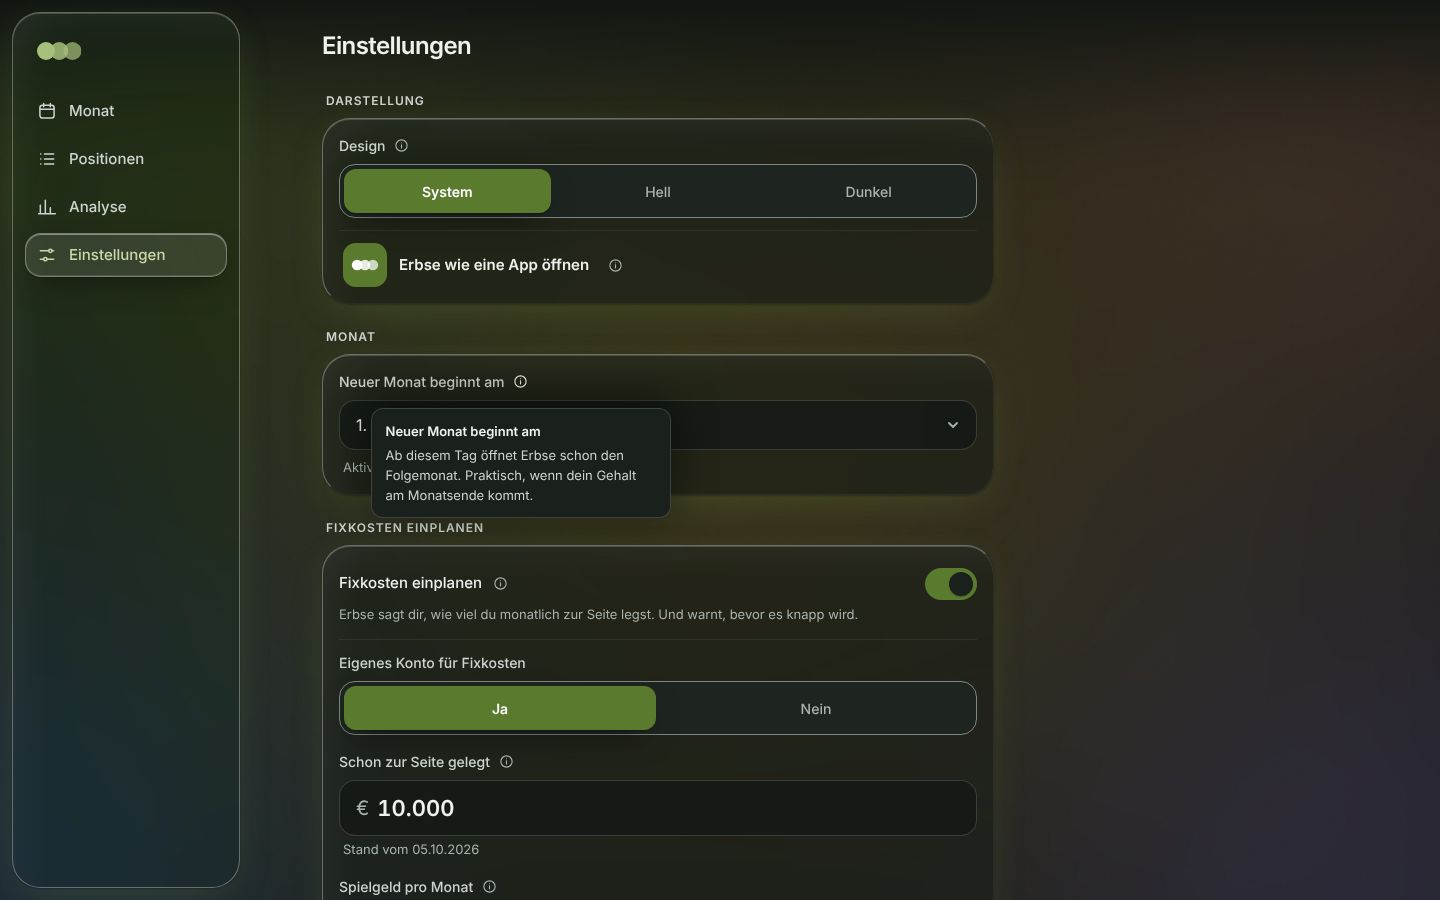 Einstellungen
Monat
Positionen
Analyse
Einstellungen
DARSTELLUNG
Design
System Hell Dunkel
Erbse wie eine App öffnen
MONAT
Neuer Monat beginnt am
1.
Neuer Monat beginnt am
Ab diesem Tag öffnet Erbse schon den
Folgemonat. Praktisch, wenn dein Gehalt
am Monatsende kommt.
FIXKOSTEN EINPLANEN
Fixkosten einplanen
Erbse sagt dir, wie viel du monatlich zur Seite legst. Und warnt, bevor es knapp wird.
Eigenes Konto für Fixkosten
Ja Nein
Schon zur Seite gelegt
€ 10.000
Stand vom 05.10.2026
Spielgeld pro Monat